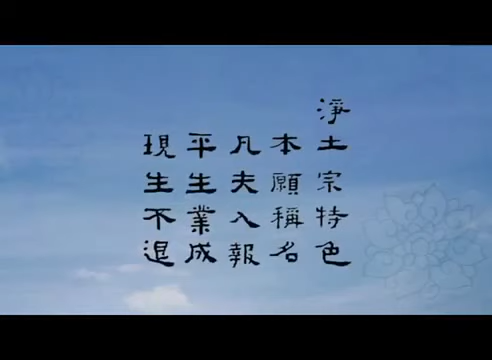 淨土宗特色
本願稱名
凡夫入報
平生業成
現生不退